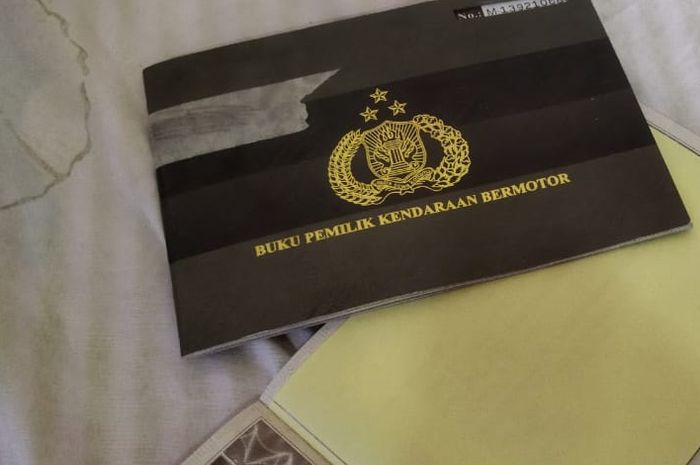 No.:
BUKU PEMILIK KENDARAAN BERMOTOR